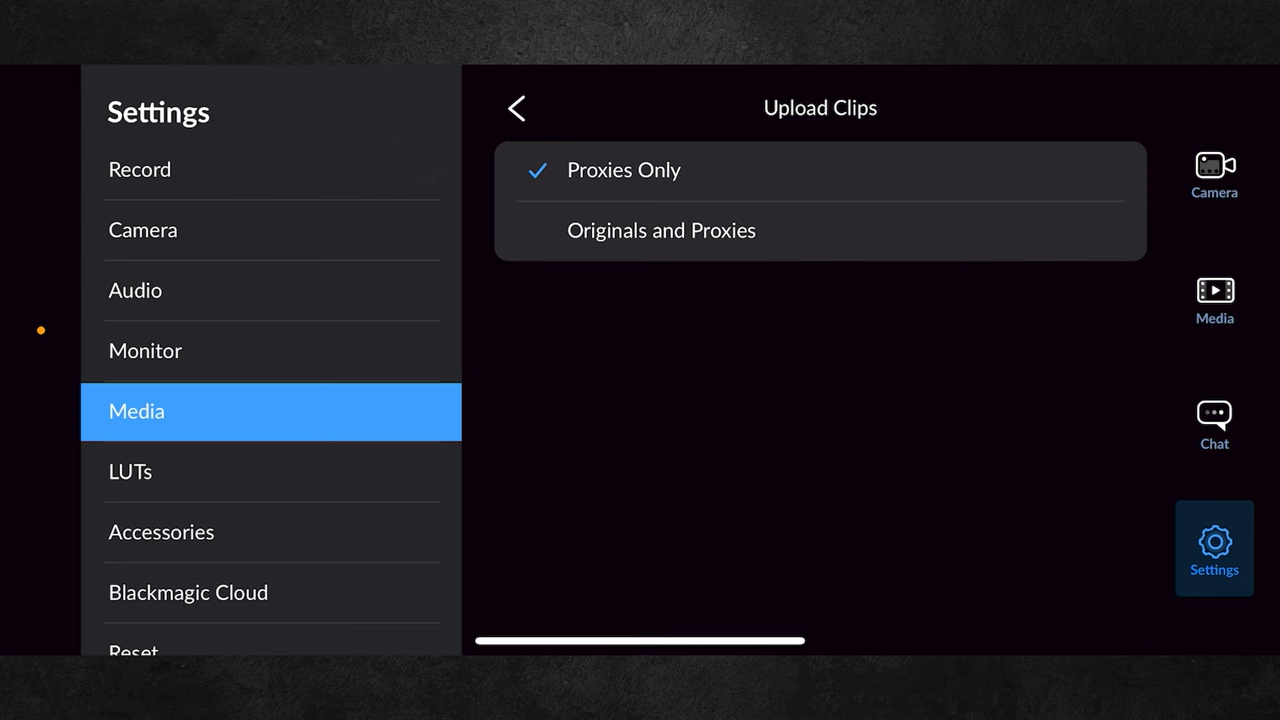 Settings
Record
Camera
Audio
Monitor
Media
LUTs
Accessories
Blackmagic Cloud
Reset
Upload Clips
Proxies Only
Originals and Proxies
Camera
Media
Chat
Settings